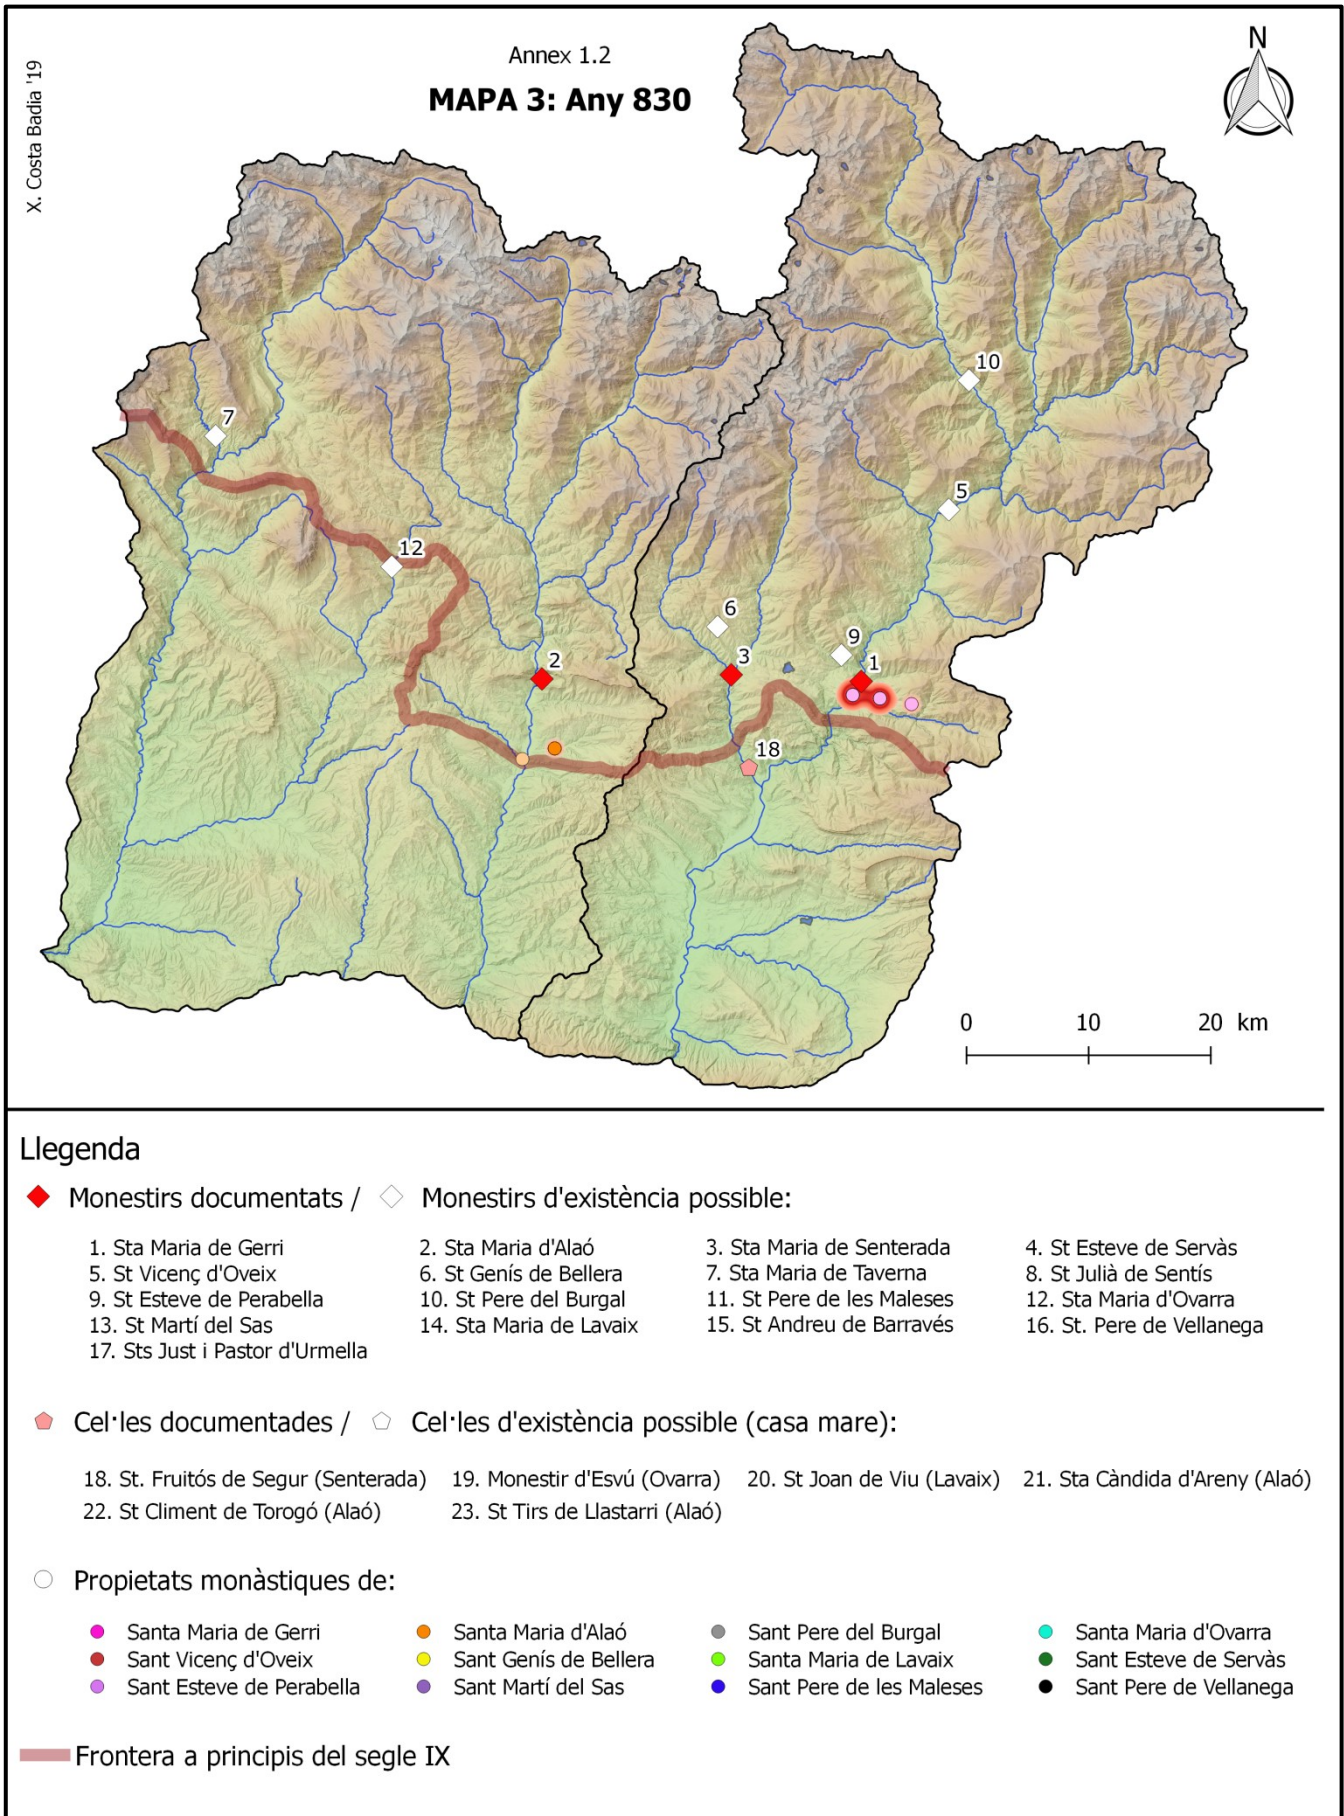 X. Costa Badia '19
Annex 1.2
MAPA 3: Any 830
N
10
7
5
12
6
9
3
1
2
18
0 10 20 km
Llegenda
Monestirs documentats / Monestirs d'existència possible:
1. Sta Maria de Gerri 2. Sta Maria d'Alaó 3. Sta Maria de Senterada 4. St Esteve de Servàs
5. St Vicenç d'Oveix 6. St Genís de Bellera 7. Sta Maria de Taverna 8. St Julià de Sentís
9. St Esteve de Perabella 10. St Pere del Burgal 11. St Pere de les Maleses 12. Sta Maria d'Ovarra
13. St Martí del Sas 14. Sta Maria de Lavaix 15. St Andreu de Barravés 16. St. Pere de Vellanega
17. Sts Just i Pastor d'Urmella
Cel·les documentades / Cel·les d'existència possible (casa mare):
18. St. Fruitós de Segur (Senterada) 19. Monestir d'Esvú (Ovarra) 20. St Joan de Viu (Lavaix) 21. Sta Càndida d'Areny (Alaó)
22. St Climent de Torogó (Alaó) 23. St Tirs de Llastarri (Alaó)
Propietats monàstiques de:
Santa Maria de Gerri Santa Maria d'Alaó Sant Pere del Burgal Santa Maria d'Ovarra
Sant Vicenç d'Oveix Sant Genís de Bellera Santa Maria de Lavaix Sant Esteve de Servàs
Sant Esteve de Perabella Sant Martí del Sas Sant Pere de les Maleses Sant Pere de Vellanega
Frontera a principis del segle IX